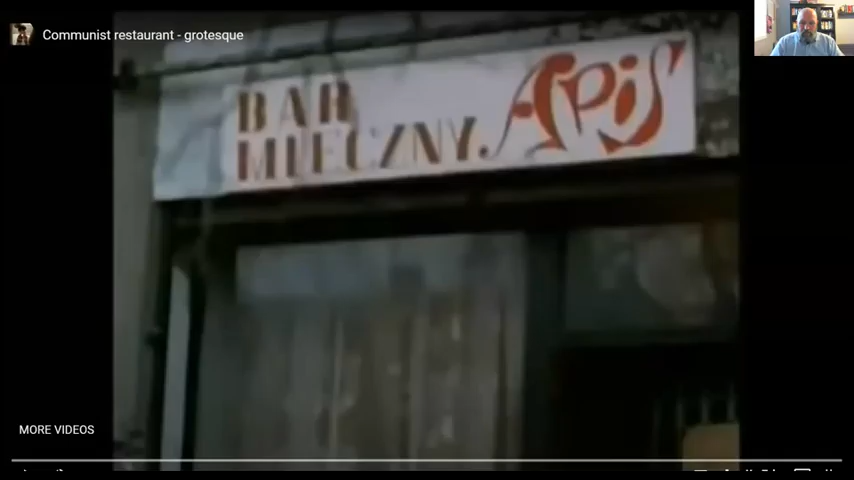 Communist restaurant - grotesque
BAR
MLECZNY. APiS
MORE VIDEOS